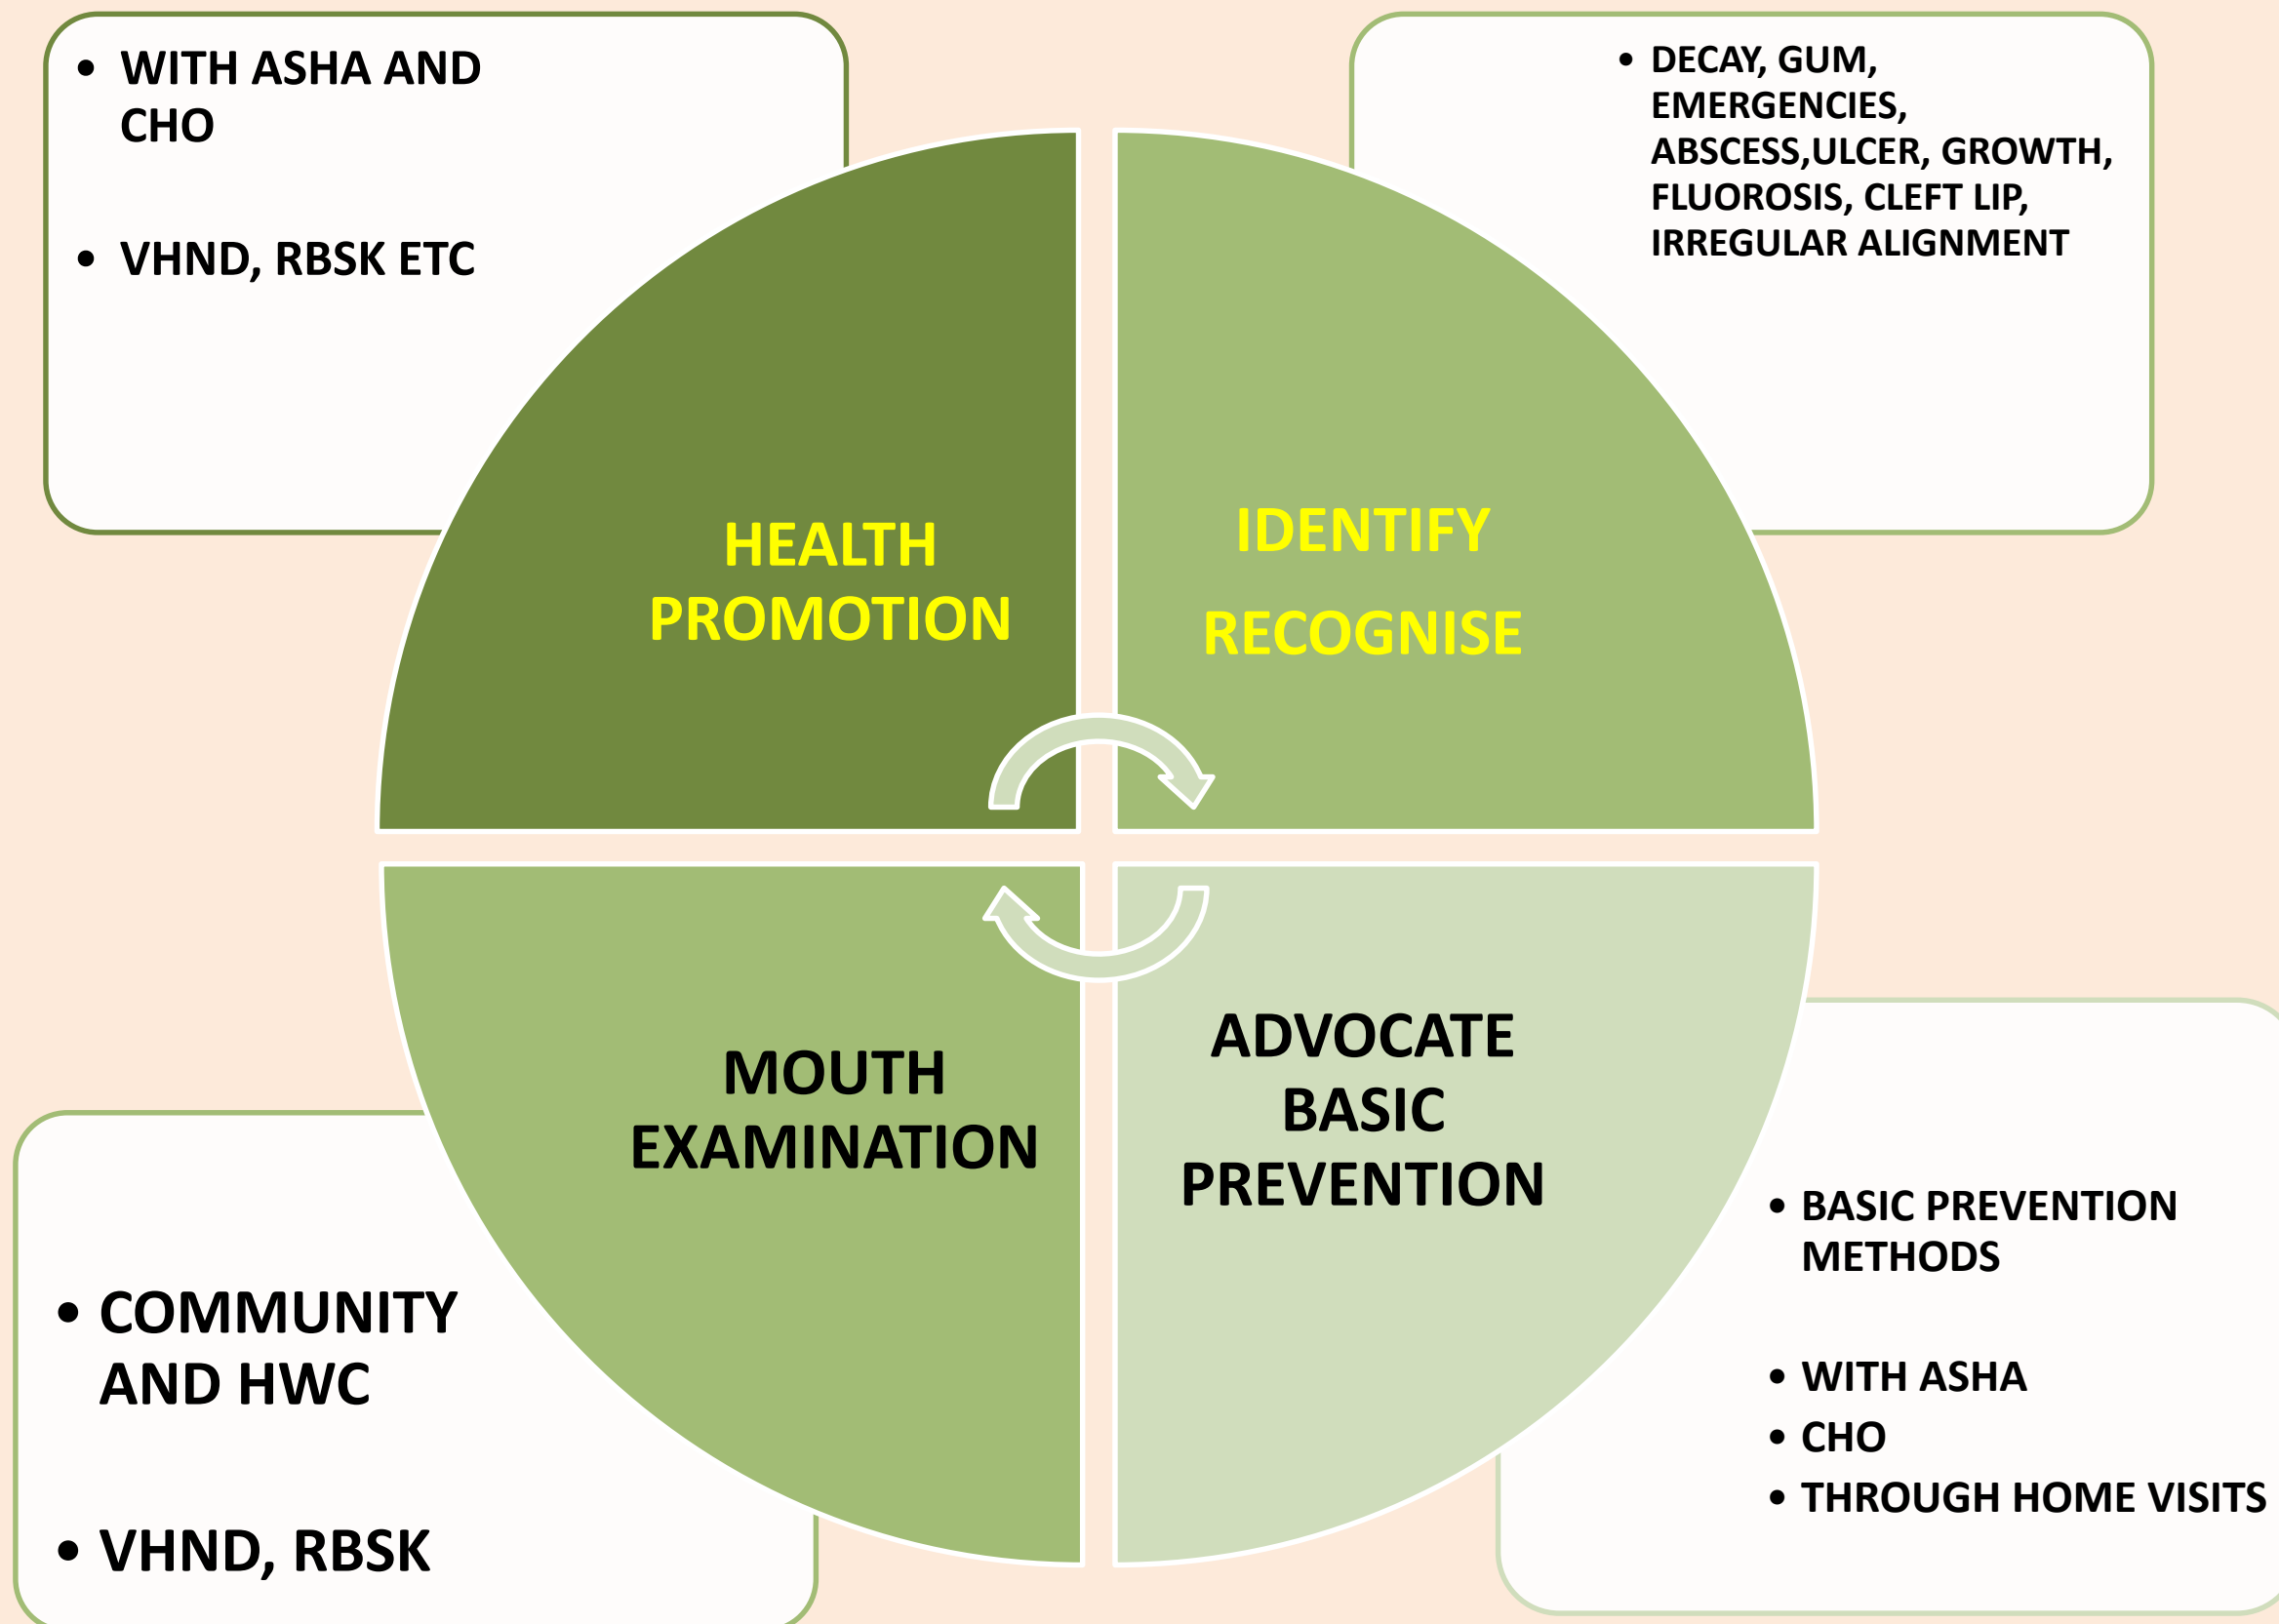 • WITH ASHA AND
CHO
• VHND, RBSK ETC
• DECAY, GUM,
EMERGENCIES,
ABSCESS,ULCER, GROWTH,
FLUOROSIS, CLEFT LIP,
IRREGULAR ALIGNMENT
HEALTH
PROMOTION
IDENTIFY
RECOGNISE
MOUTH
EXAMINATION
ADVOCATE
BASIC
PREVENTION
• COMMUNITY
AND HWC
• VHND, RBSK
• BASIC PREVENTION
METHODS
• WITH ASHA
• CHO
• THROUGH HOME VISITS